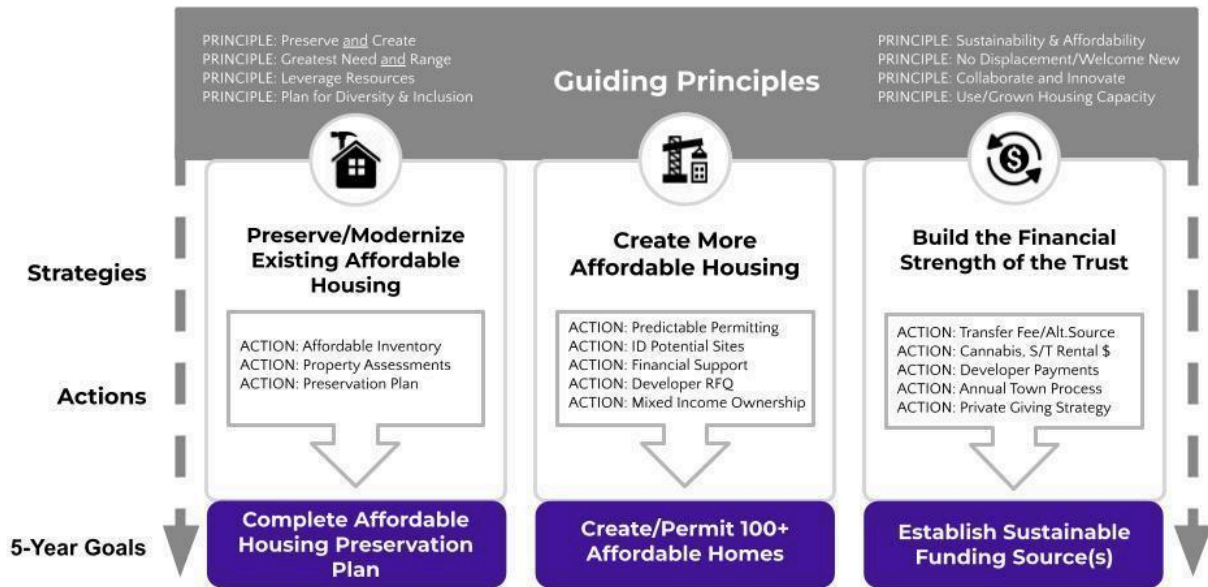 PRINCIPLE: Preserve and Create
PRINCIPLE: Greatest Need and Range
PRINCIPLE: Leverage Resources
PRINCIPLE: Plan for Diversity & Inclusion
Guiding Principles
PRINCIPLE: Sustainability & Affordability
PRINCIPLE: No Displacement/Welcome New
PRINCIPLE: Collaborate and Innovate
PRINCIPLE: Use/Grown Housing Capacity
Strategies
Preserve/Modernize
Existing Affordable
Housing
Create More
Affordable Housing
Build the Financial
Strength of the Trust
Actions
ACTION: Affordable Inventory
ACTION: Property Assessments
ACTION: Preservation Plan
ACTION: Predictable Permitting
ACTION: ID Potential Sites
ACTION: Financial Support
ACTION: Developer RFQ
ACTION: Mixed Income Ownership
ACTION: Transfer Fee/Alt.Source
ACTION: Cannabis, S/T Rental $
ACTION: Developer Payments
ACTION: Annual Town Process
ACTION: Private Giving Strategy
5-Year Goals
Complete Affordable
Housing Preservation
Plan
Create/Permit 100+
Affordable Homes
Establish Sustainable
Funding Source(s)